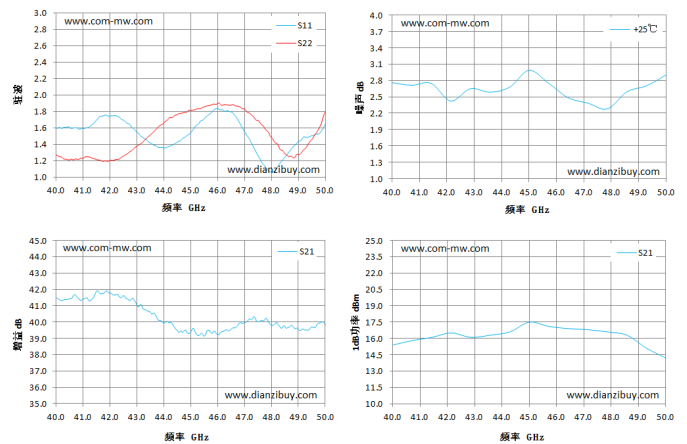 3.0
2.8
2.6
2.4
2.2
2.0
1.8
1.6
1.4
1.2
1.0
驻波
www.com-mw.com
S11
S22
www.dianzibuy.com
40.0 41.0 42.0 43.0 44.0 45.0 46.0 47.0 48.0 49.0 50.0
频率 GHz
4.0
3.7
3.4
3.1
2.8
2.5
2.2
1.9
1.6
1.3
1.0
噪声 dB
www.com-mw.com
+25℃
www.dianzibuy.com
40.0 41.0 42.0 43.0 44.0 45.0 46.0 47.0 48.0 49.0 50.0
频率 GHz
45.0
44.0
43.0
42.0
41.0
40.0
39.0
38.0
37.0
36.0
35.0
增益 dB
www.com-mw.com
S21
www.dianzibuy.com
40.0 41.0 42.0 43.0 44.0 45.0 46.0 47.0 48.0 49.0 50.0
频率 GHz
25.0
23.5
22.0
20.5
19.0
17.5
16.0
14.5
13.0
11.5
10.0
1dB功率 dBm
www.com-mw.com
S21
www.dianzibuy.com
40.0 41.0 42.0 43.0 44.0 45.0 46.0 47.0 48.0 49.0 50.0
频率 GHz